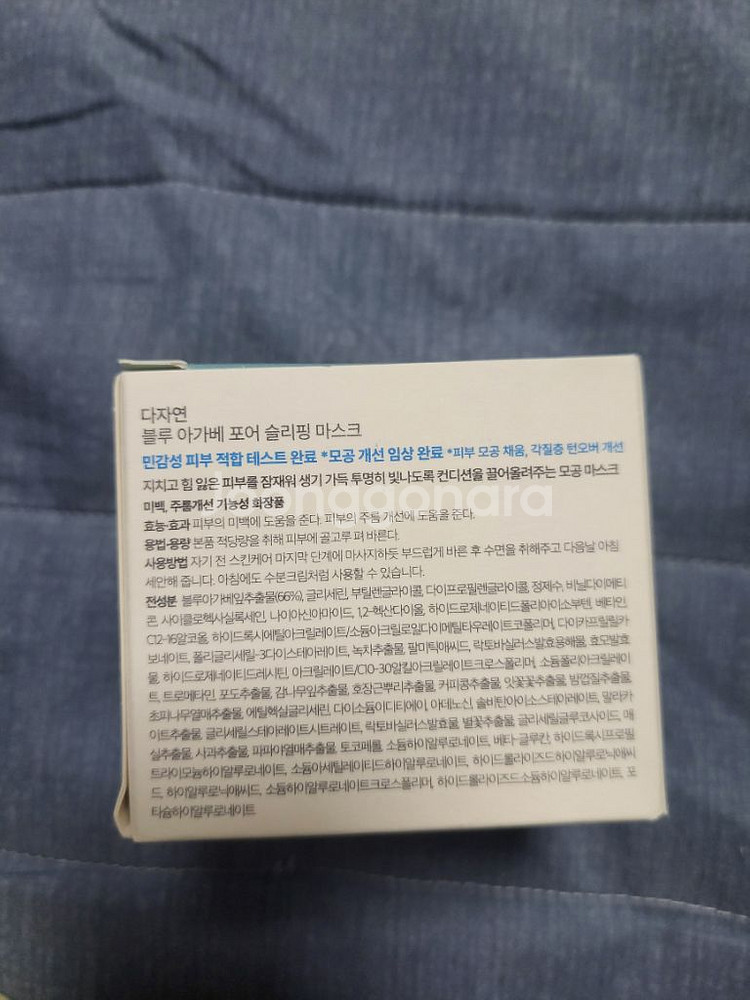 다자연
블루 아가베 포어 슬리핑 마스크
민감성 피부 적합 테스트 완료 *모공 개선 임상 완료 *피부 모공 채움, 각질층 턴오버 개선
지치고 힘 잃은 피부를 잠재워 생기 가득 투명히 빛나도록 컨디션을 끌어올려주는 모공 마스크
미백, 주름개선 기능성 화장품
효능·효과 피부의 미백에 도움을 준다. 피부의 주름 개선에 도움을 준다.
용법·용량 본품 적당량을 취해 피부에 골고루 펴 바른다.
사용방법 자기 전 스킨케어 마지막 단계에 마사지하듯 부드럽게 바른 후 수면을 취해주고 다음날 아침
세안해 줍니다. 아침에도 수분크림처럼 사용할 수 있습니다.
전성분 블루아가베잎추출물(66%), 글리세린, 부틸렌글라이콜, 다이프로필렌글라이콜, 정제수, 비닐다이메티
콘, 사이클로헥사실록세인, 나이아신아마이드, 1,2-헥산다이올, 하이드로제네이티드폴리아이소부텐, 베타인,
C12-16알코올, 하이드록시에틸아크릴레이트/소듐아크릴로일다이메틸타우레이트코폴리머, 다이카프릴릴카
보네이트, 폴리글리세릴-3다이스테아레이트, 녹차추출물, 팔미틱애씨드, 락토바실러스발효용해물, 효모발효
물, 하이드로제네이티드레시틴, 아크릴레이트/C10-30알킬아크릴레이트크로스폴리머, 소듐폴리아크릴레이
트, 트로메타민, 포도추출물, 감나무잎추출물, 호장근뿌리추출물, 커피콩추출물, 잇꽃꽃추출물, 밤껍질추출물,
초피나무열매추출물, 에틸헥실글리세린, 다이소듐이디티에이, 아데노신, 솔비탄아이소스테아레이트, 말라카
이트추출물, 글리세릴스테아레이트시트레이트, 락토바실러스발효물, 벌꽃추출물, 글리세릴글루코사이드, 매
실추출물, 사과추출물, 파파야열매추출물, 토코페롤, 소듐하이알루로네이트, 베타-글루칸, 하이드록시프로필
트라이모늄하이알루로네이트, 소듐아세틸레이티드하이알루로네이트, 하이드롤라이즈드하이알루로닉애씨
드, 하이알루로닉애씨드, 소듐하이알루로네이트크로스폴리머, 하이드롤라이즈드소듐하이알루로네이트, 포
타슘하이알루로네이트
joonggonara